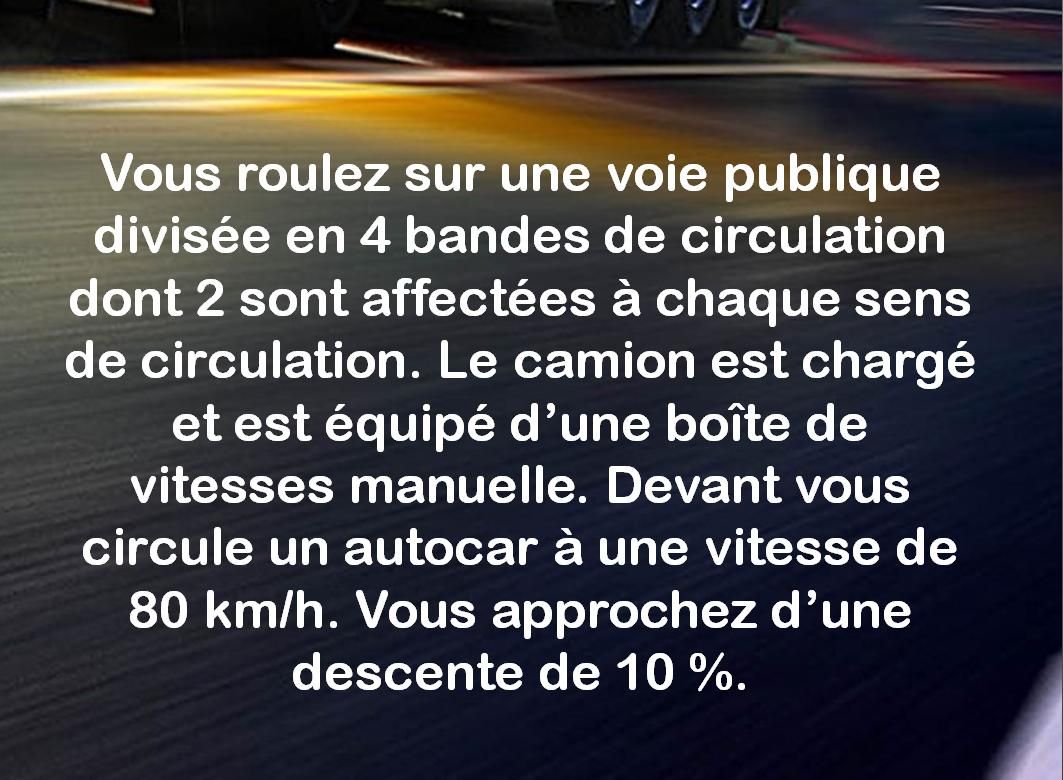 Vous roulez sur une voie publique
divisée en 4 bandes de circulation
dont 2 sont affectées à chaque sens
de circulation. Le camion est chargé
et est équipé d’une boîte de
vitesses manuelle. Devant vous
circule un autocar à une vitesse de
80 km/h. Vous approchez d’une
descente de 10 %.